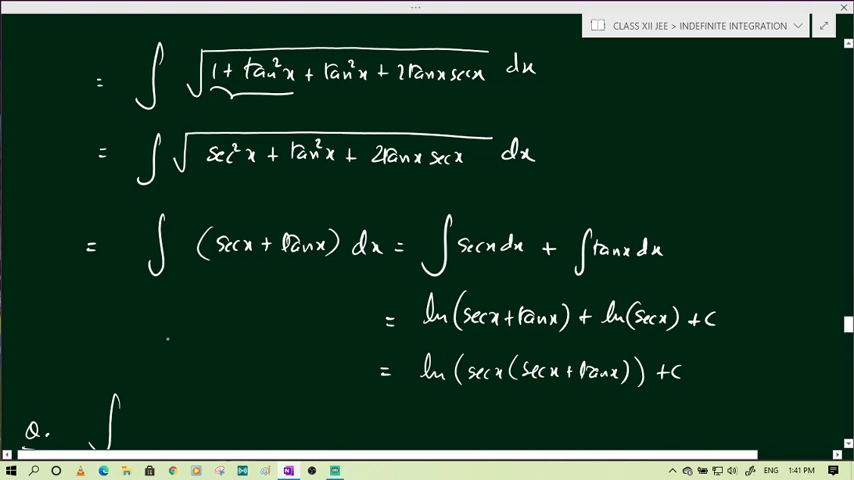 CLASS XII JEE > INDEFINITE INTEGRATION
= ∫ √(1 + tan²x + tan²x + 2tanx secx) dx
= ∫ √(sec²x + tan²x + 2tanx secx) dx
= ∫ (secx + tanx) dx = ∫ secx dx + ∫ tanx dx
= ln(secx + tanx) + ln(secx) + c
= ln(secx(secx + tanx)) + c
Q. ∫
ENG 1:41 PM